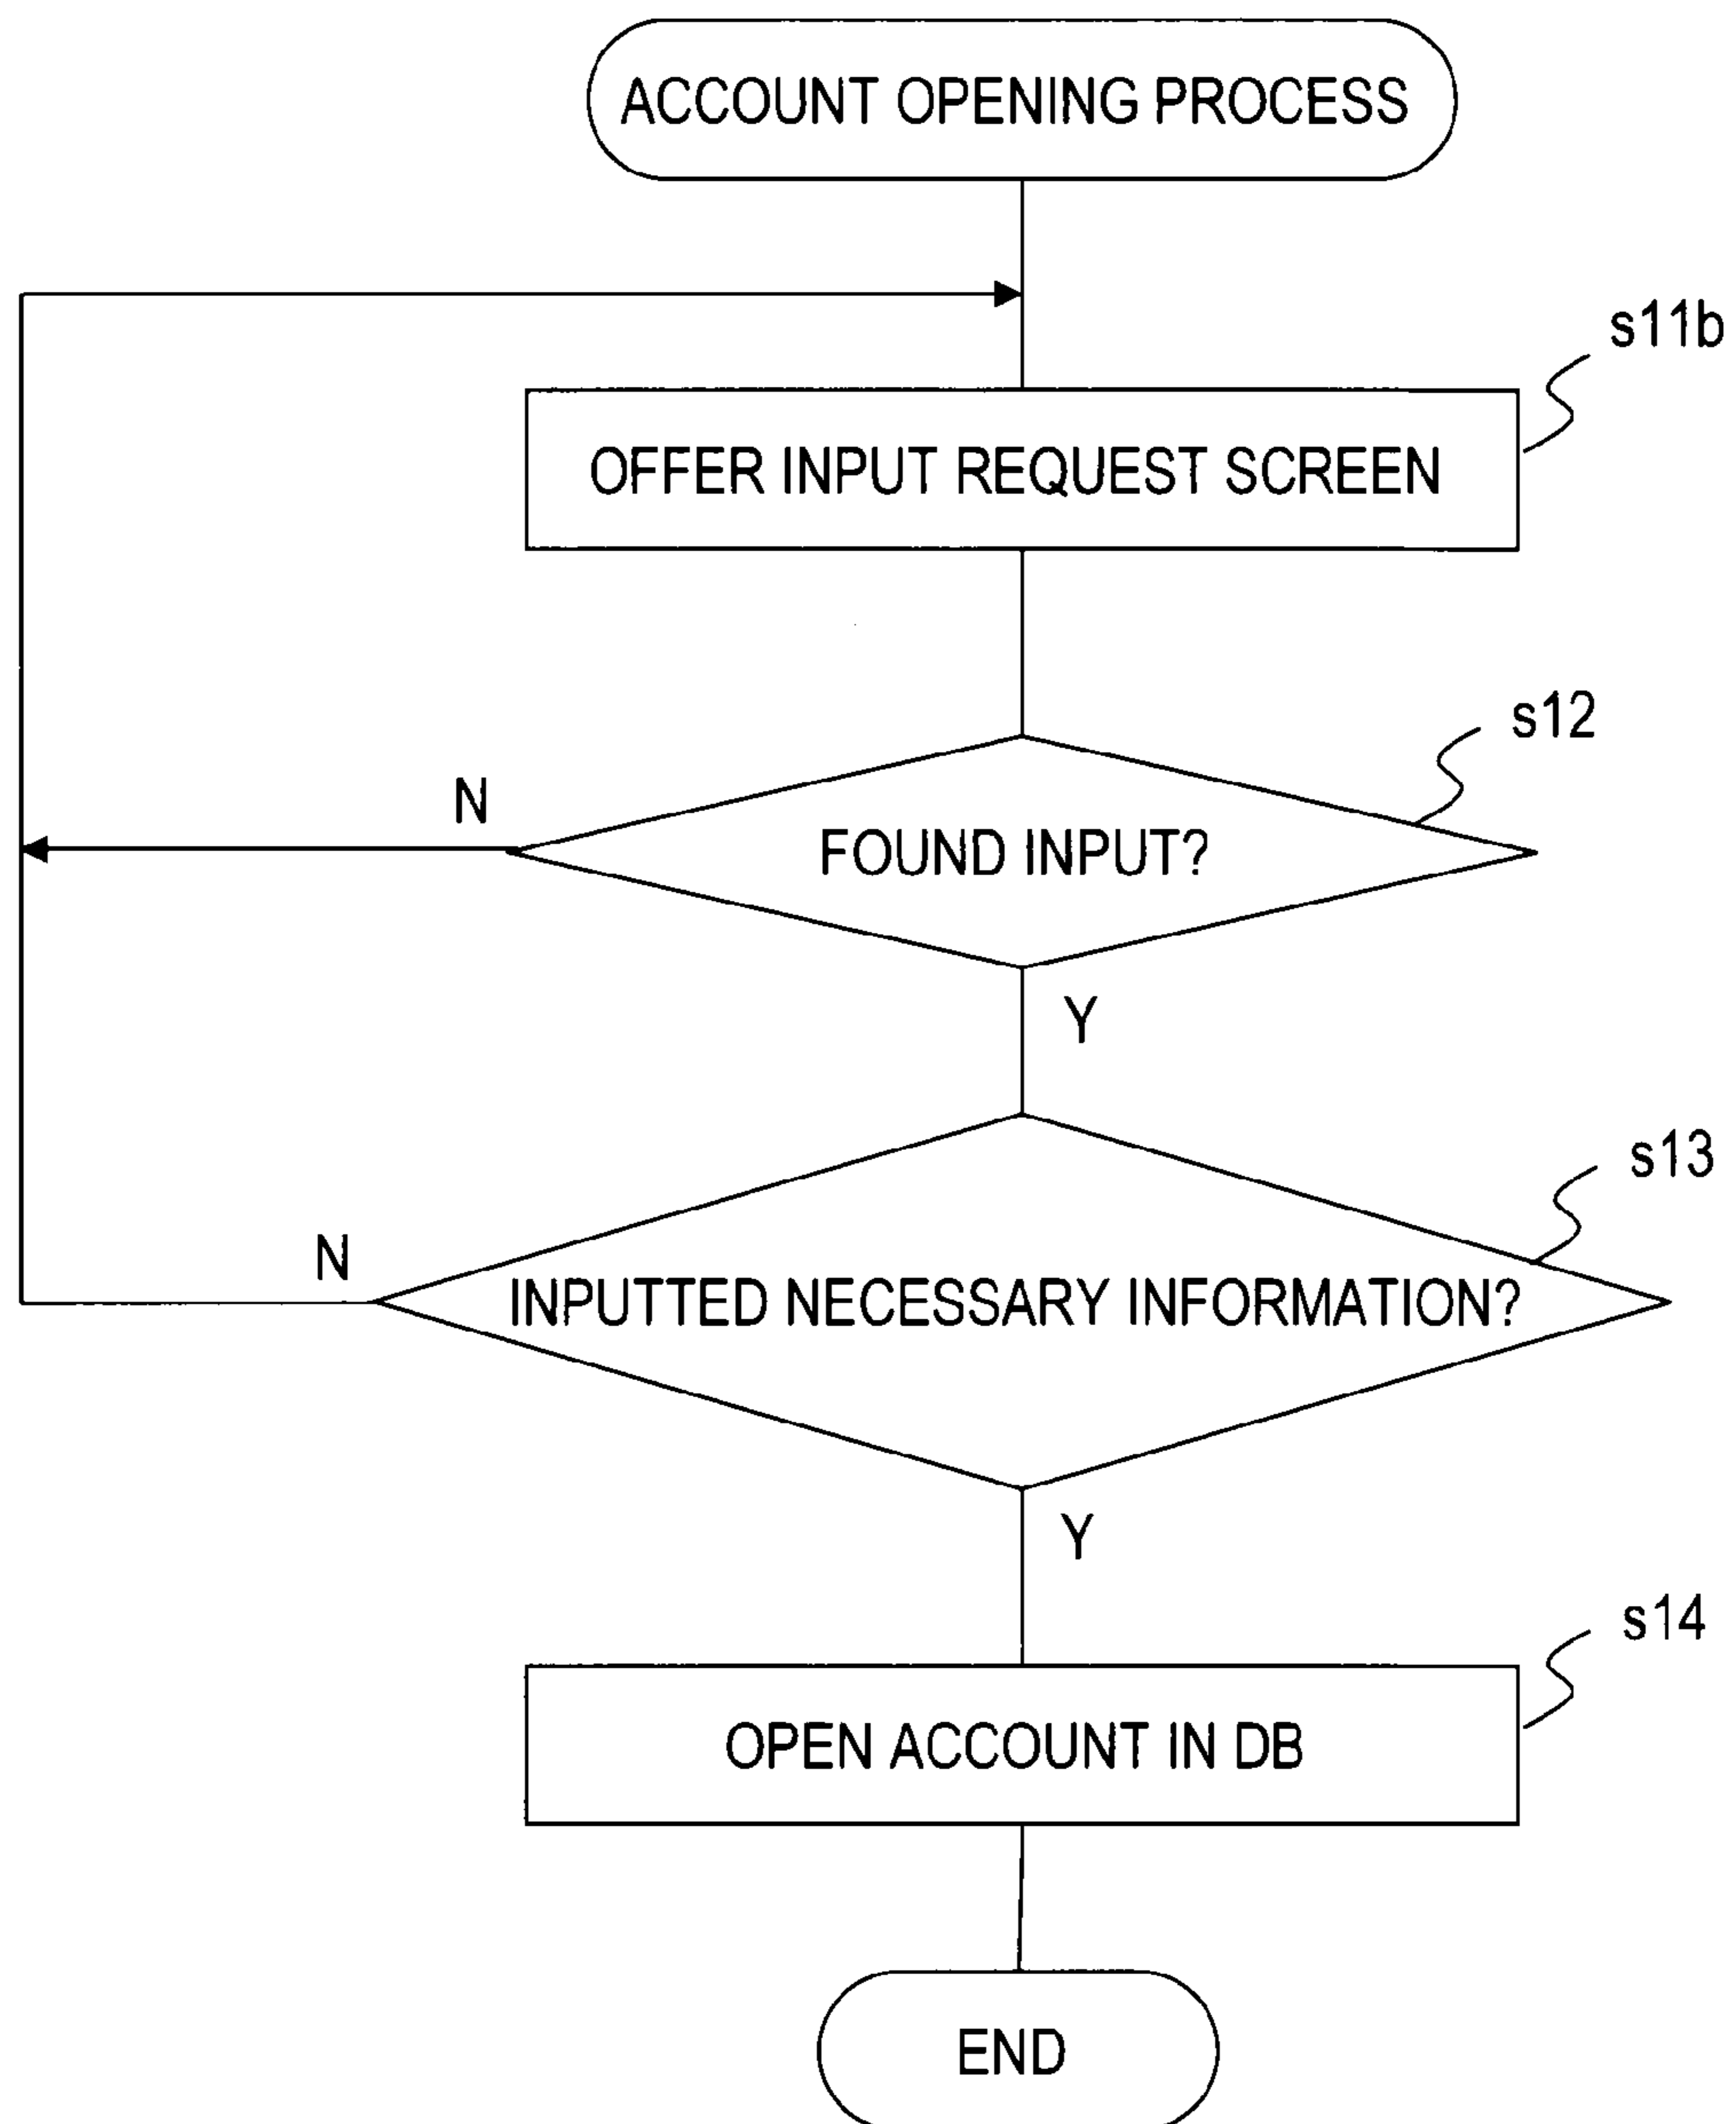 ACCOUNT OPENING PROCESS
s11b
OFFER INPUT REQUEST SCREEN
s12
N
FOUND INPUT?
Y
s13
N
INPUTTED NECESSARY INFORMATION?
Y
s14
OPEN ACCOUNT IN DB
END